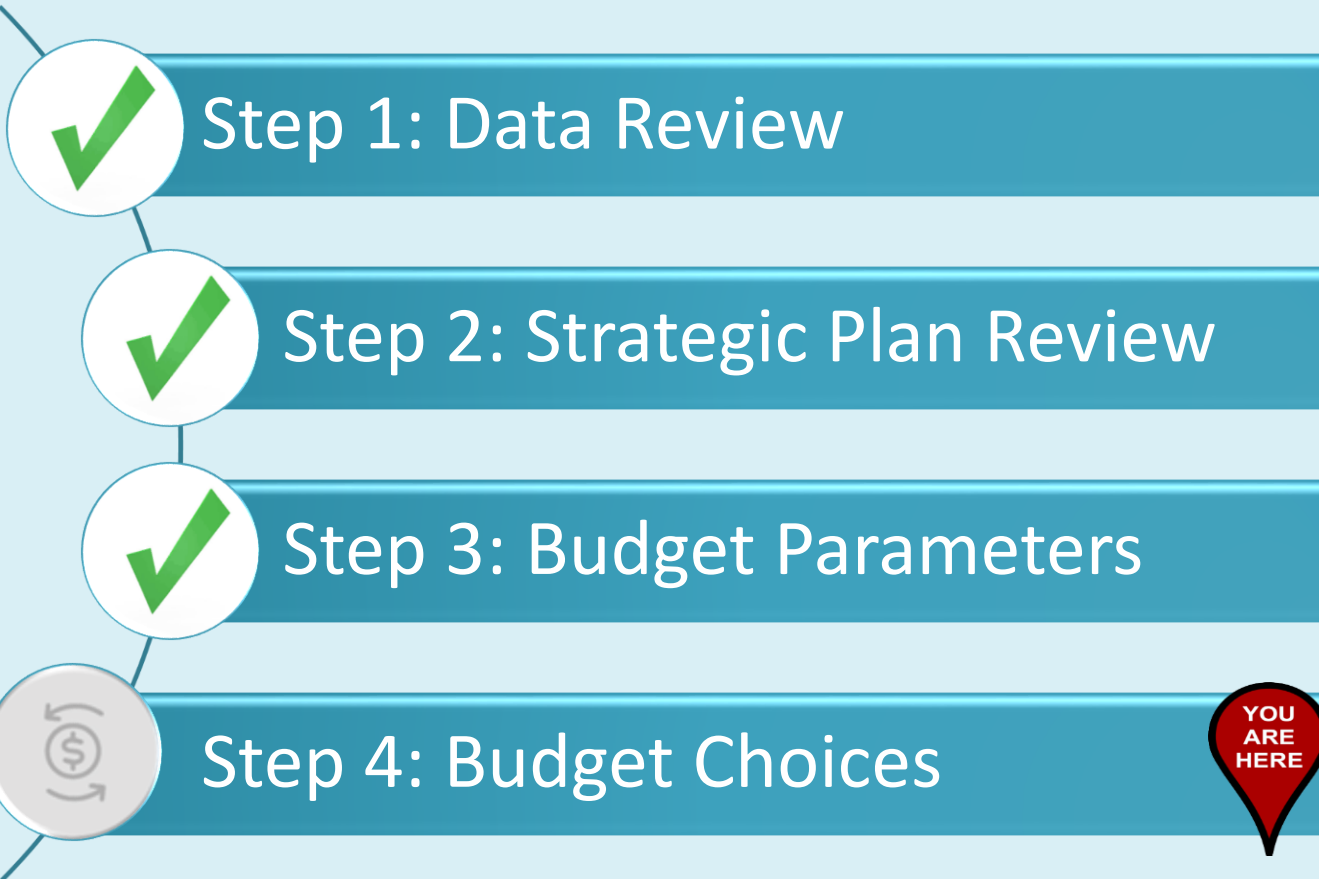 Step 1: Data Review
Step 2: Strategic Plan Review
Step 3: Budget Parameters
$
Step 4: Budget Choices
YOU
ARE
HERE